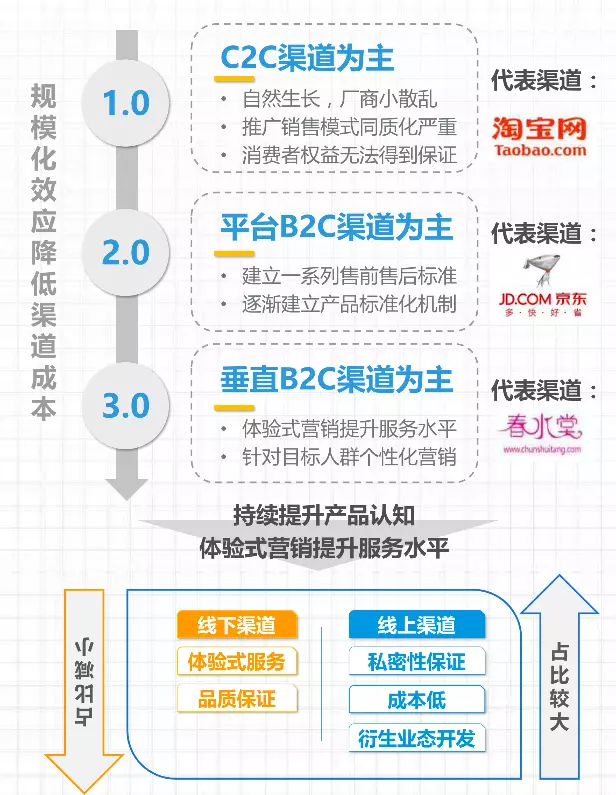 规模化效应降低渠道成本
1.0
C2C渠道为主
• 自然生长，厂商小散乱
• 推广销售模式同质化严重
• 消费者权益无法得到保证
代表渠道：
淘宝网
Taobao.com
2.0
平台B2C渠道为主
• 建立一系列售前售后标准
• 逐渐建立产品标准化机制
代表渠道：
JD.COM 京东
多·快·好·省
3.0
垂直B2C渠道为主
• 体验式营销提升服务水平
• 针对目标人群个性化营销
代表渠道：
春水堂
www.chunshuitang.com
持续提升产品认知
体验式营销提升服务水平
占比减小
线下渠道
体验式服务
品质保证
线上渠道
私密性保证
成本低
衍生业态开发
占比较大